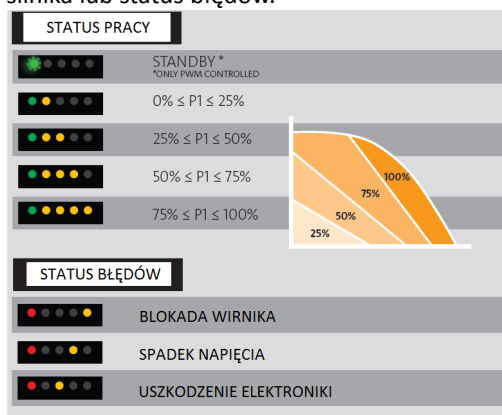 silnika lub status błędów.
STATUS PRACY
STANDBY *
*ONLY PWM CONTROLLED
0% ≤ P1 ≤ 25%
25% ≤ P1 ≤ 50%
50% ≤ P1 ≤ 75%
75% ≤ P1 ≤ 100%
100%
75%
50%
25%
STATUS BŁĘDÓW
BLOKADA WIRNIKA
SPADEK NAPIĘCIA
USZKODZENIE ELEKTRONIKI